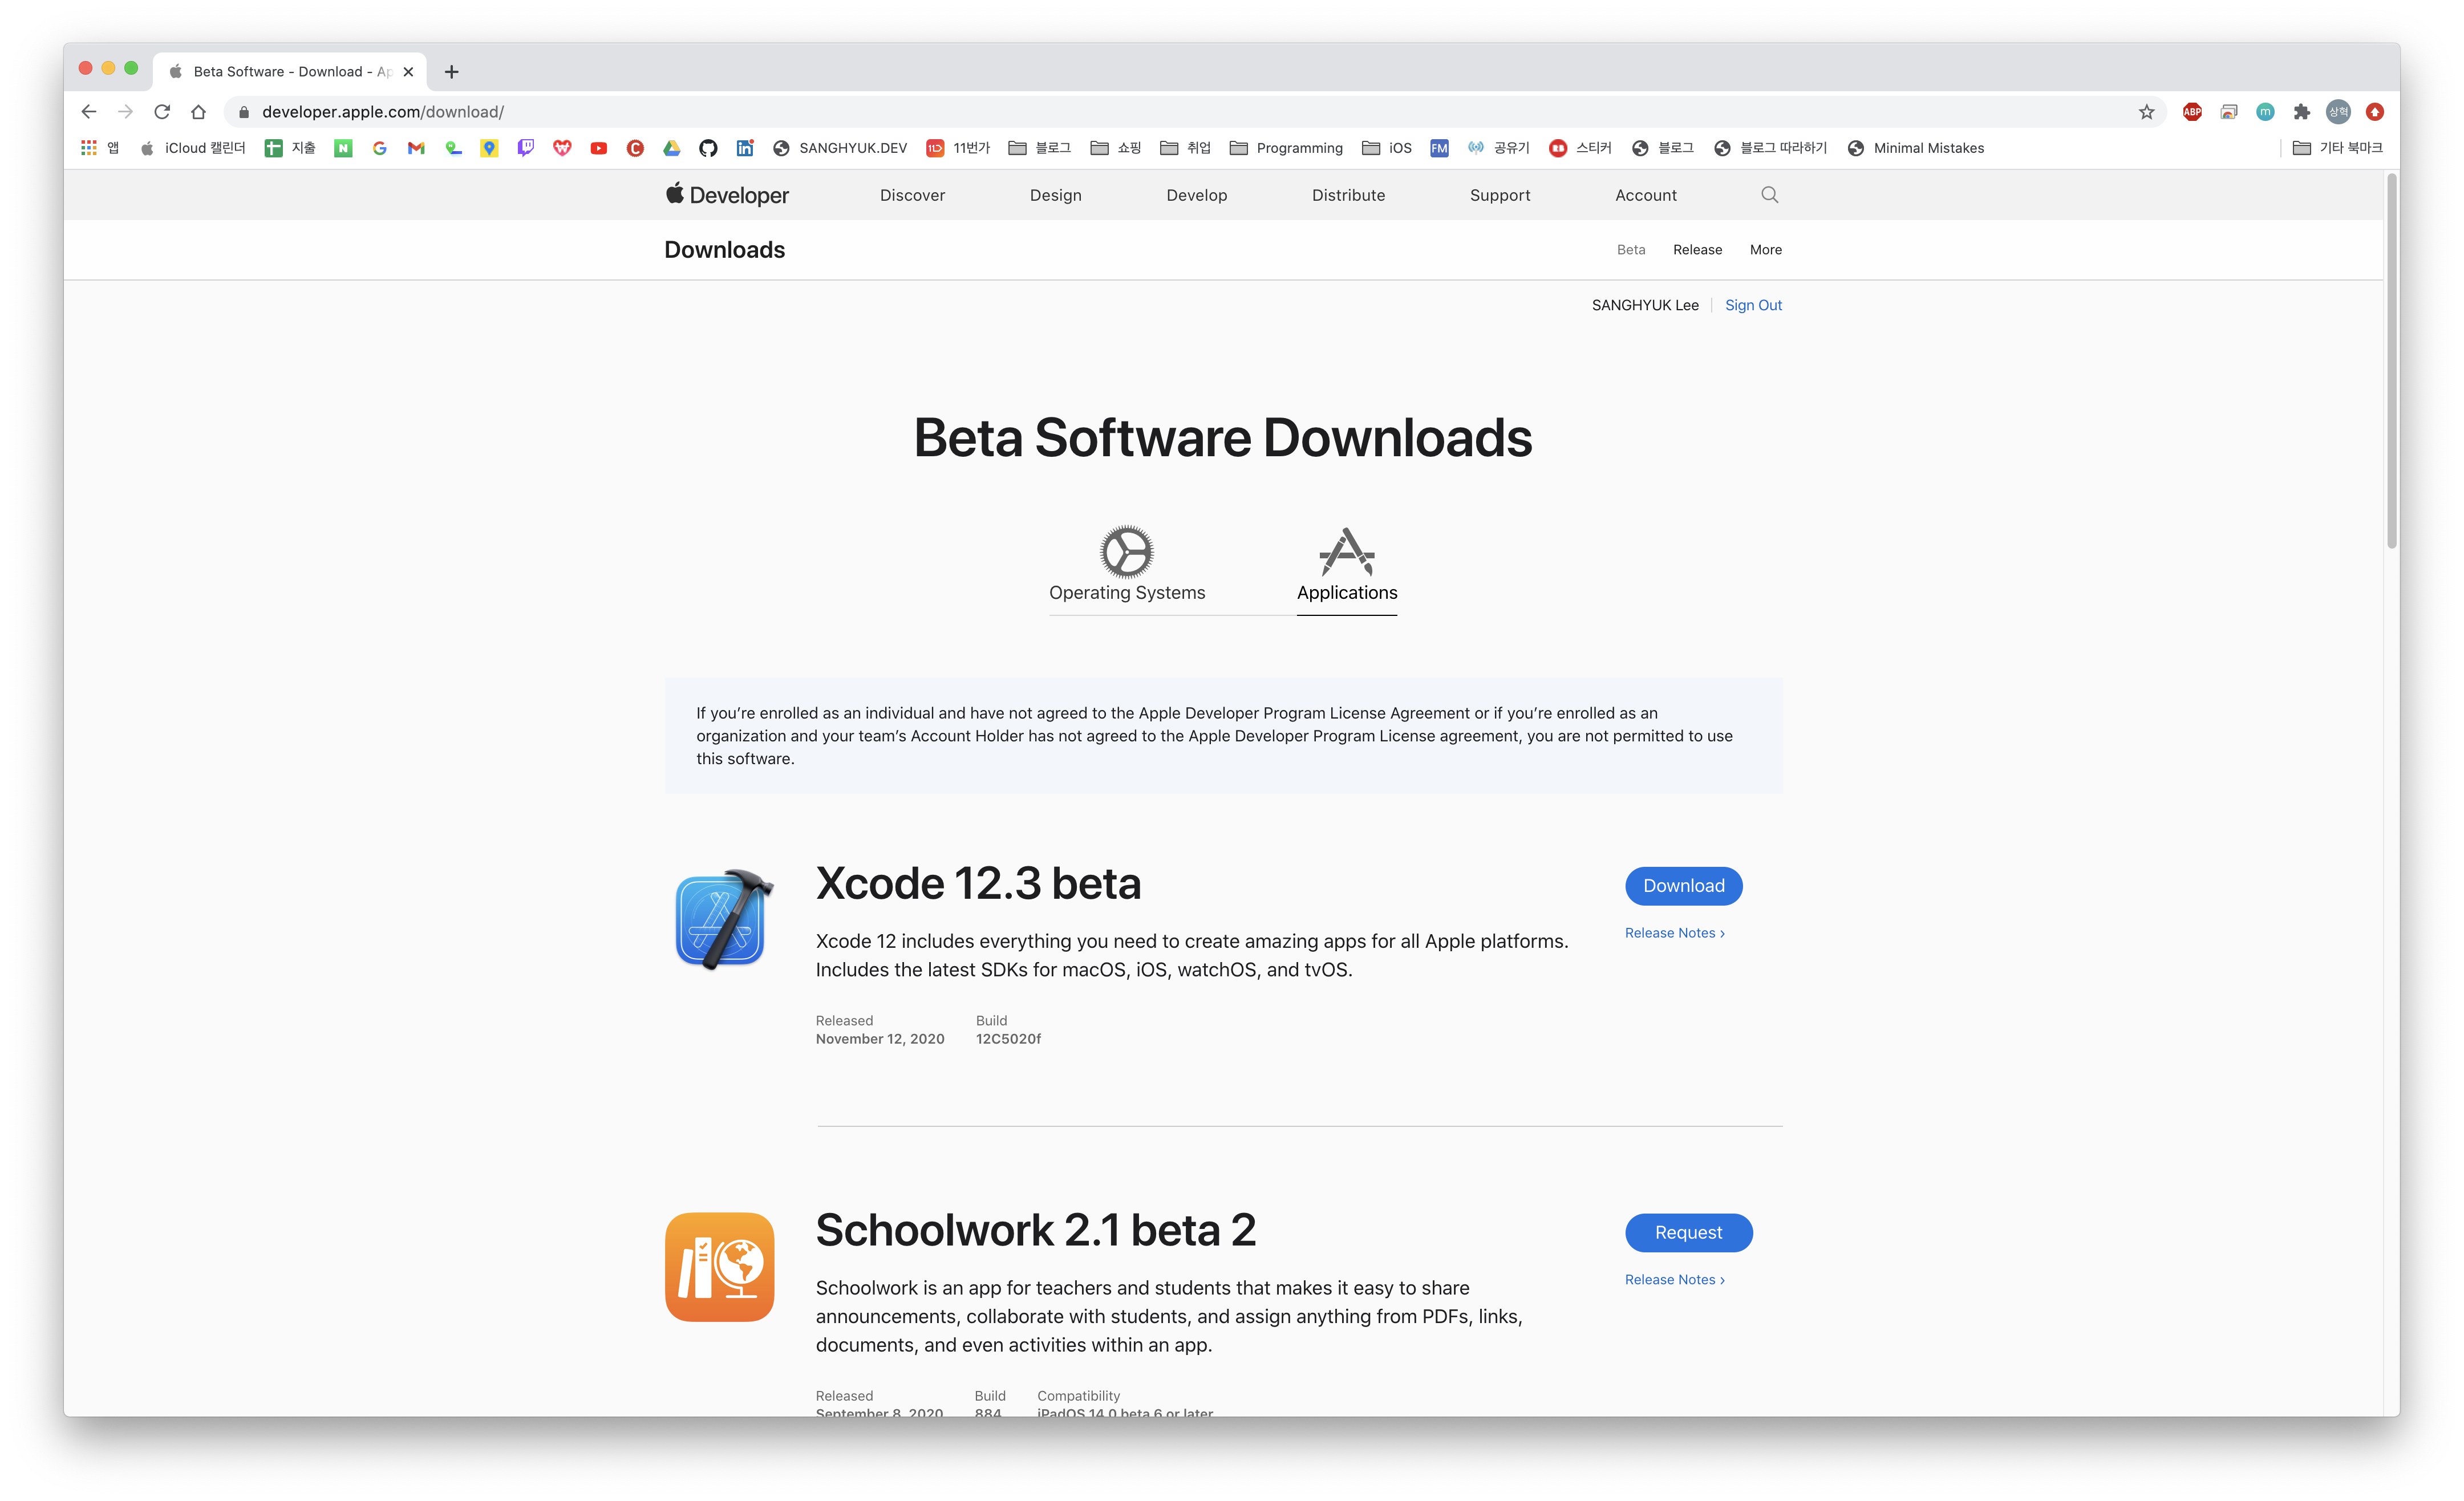 Beta Software - Download - Ap
developer.apple.com/download/
ABP
m
상혁
앱
iCloud 캘린더
지출
N
SANGHYUK.DEV
11번가
블로그
쇼핑
취업
Programming
iOS
FM
공유기
스티커
블로그
블로그 따라하기
Minimal Mistakes
기타 북마크
Developer
Discover
Design
Develop
Distribute
Support
Account
Downloads
Beta
Release
More
SANGHYUK Lee
Sign Out
Beta Software Downloads
Operating Systems
Applications
If you’re enrolled as an individual and have not agreed to the Apple Developer Program License Agreement or if you’re enrolled as an
organization and your team’s Account Holder has not agreed to the Apple Developer Program License agreement, you are not permitted to use
this software.
Xcode 12.3 beta
Download
Xcode 12 includes everything you need to create amazing apps for all Apple platforms.
Includes the latest SDKs for macOS, iOS, watchOS, and tvOS.
Release Notes ›
Released
Build
November 12, 2020
12C5020f
Schoolwork 2.1 beta 2
Request
Schoolwork is an app for teachers and students that makes it easy to share
announcements, collaborate with students, and assign anything from PDFs, links,
documents, and even activities within an app.
Release Notes ›
Released
Build
Compatibility
September 8, 2020
884
iPadOS 14.0 beta 6 or later